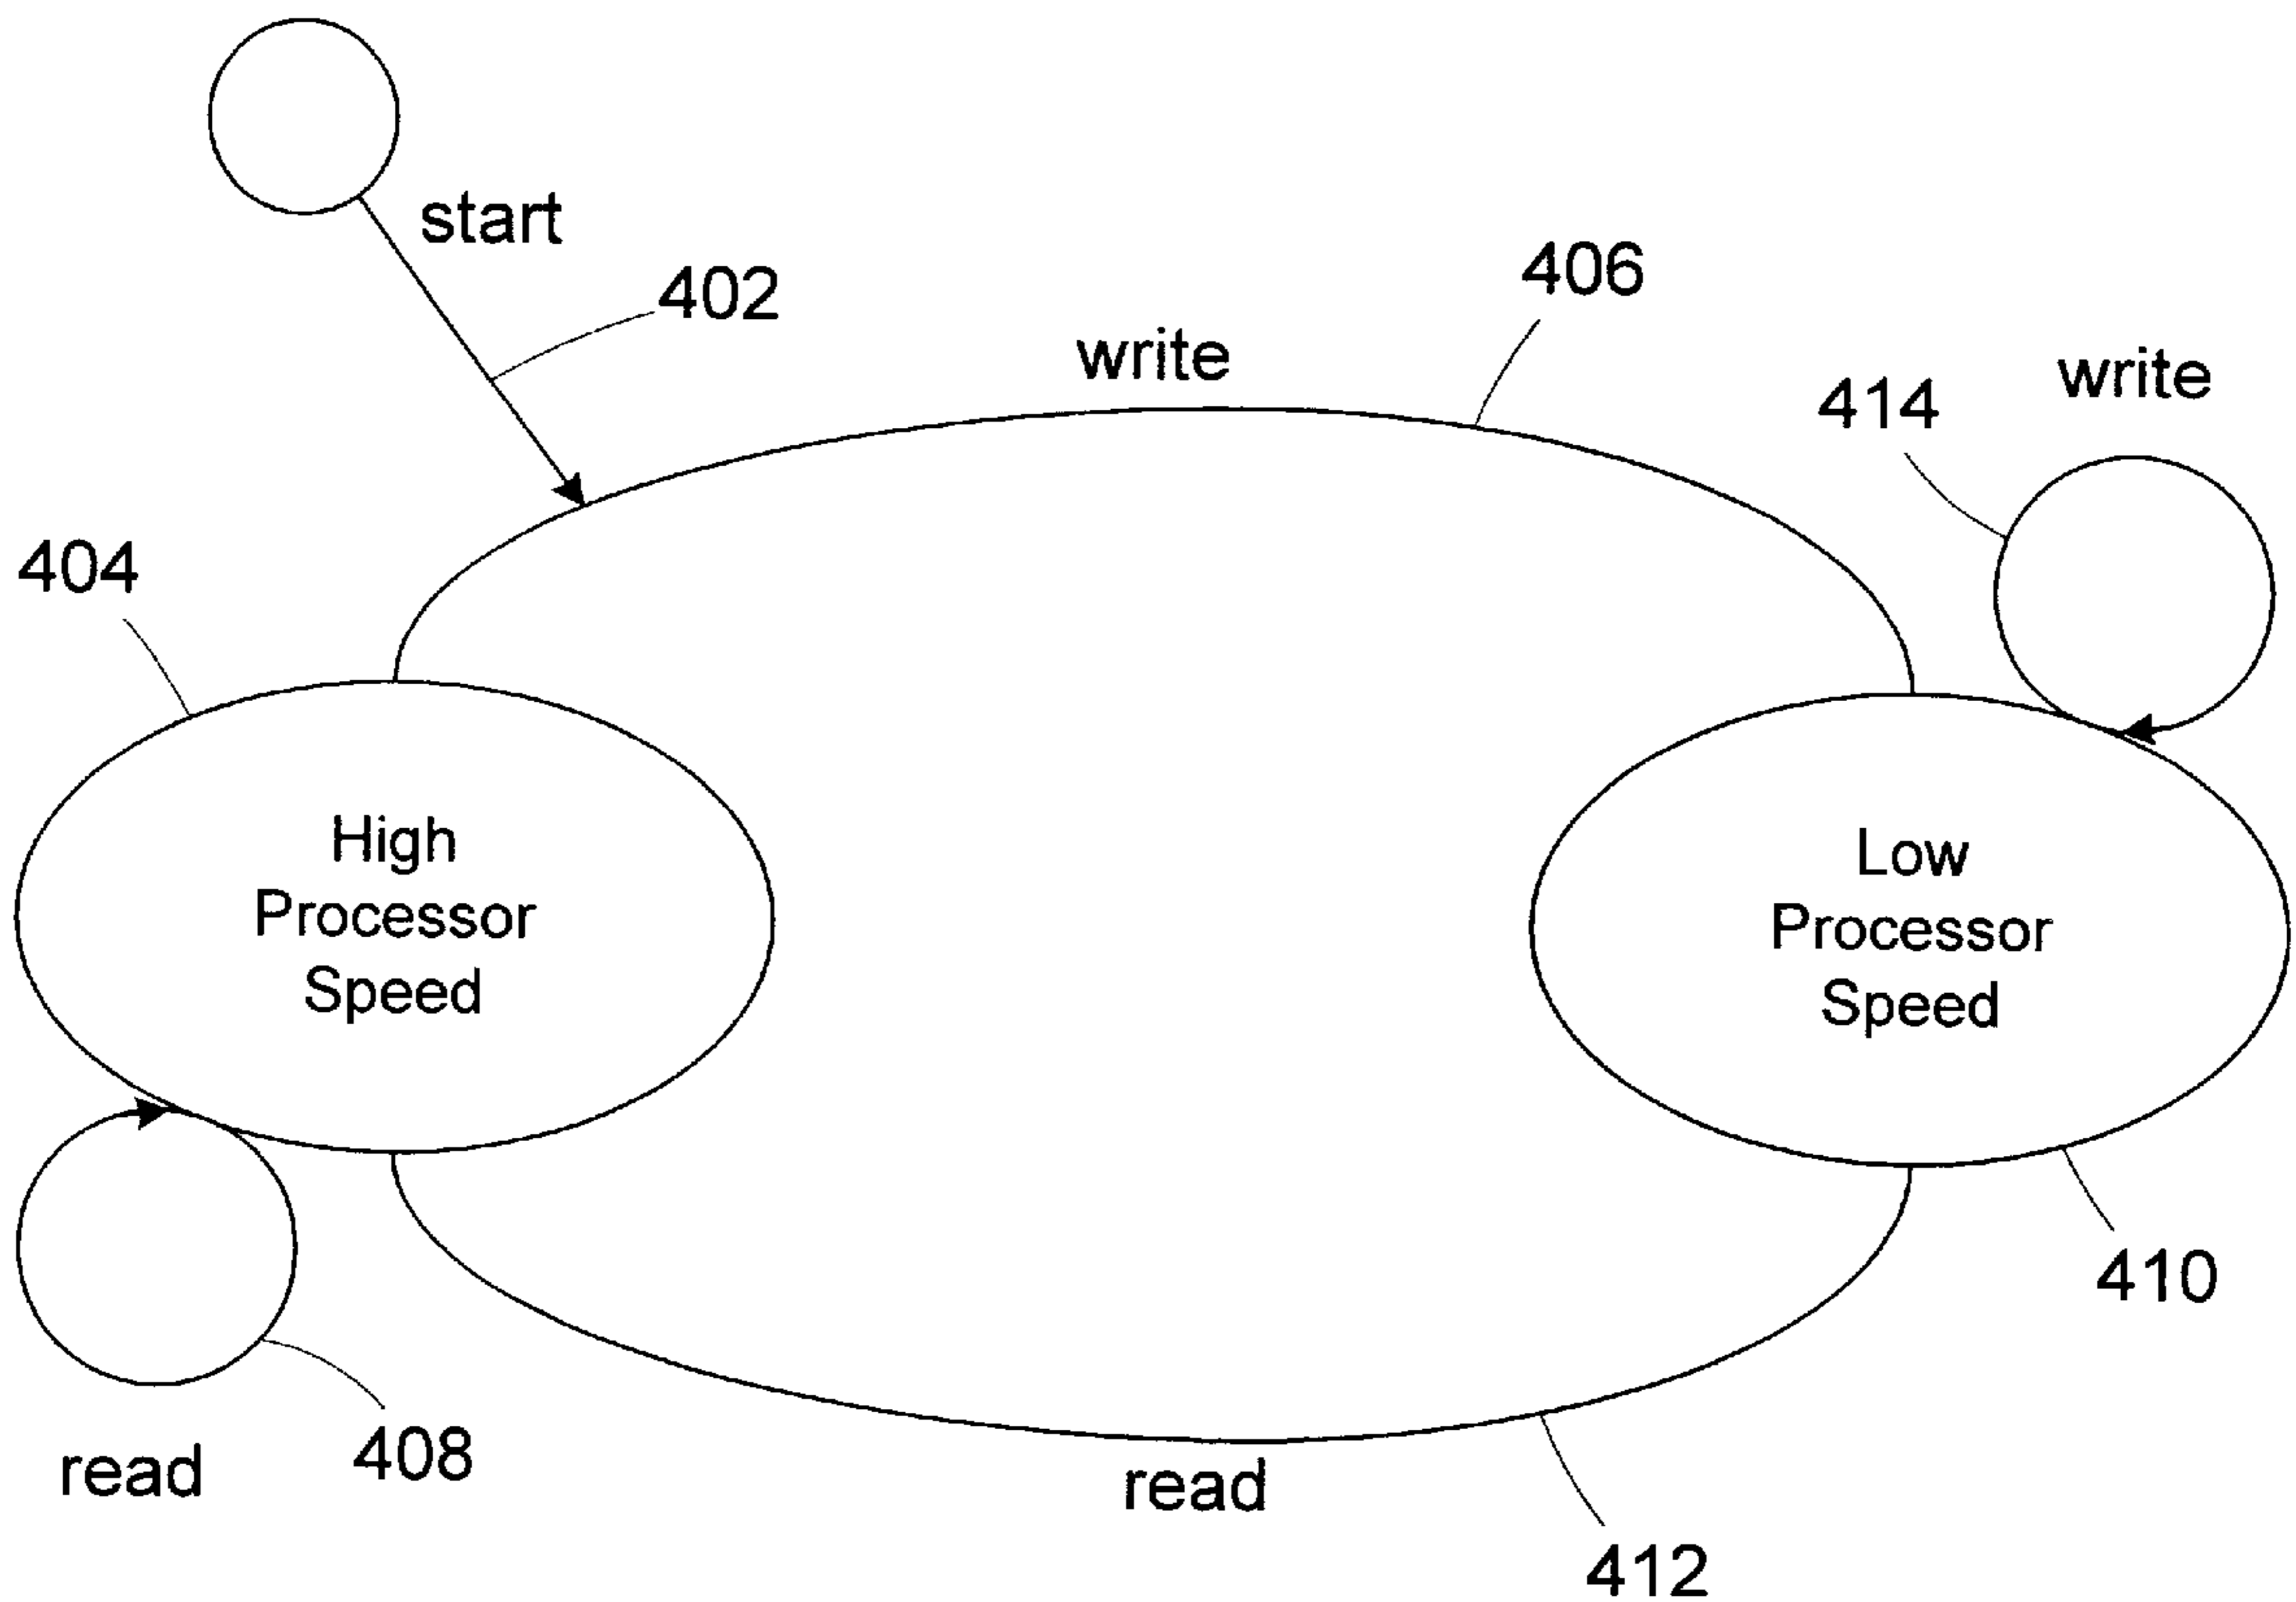 start
402
406
write
414
write
404
High
Processor
Speed
Low
Processor
Speed
410
408
read
read
412